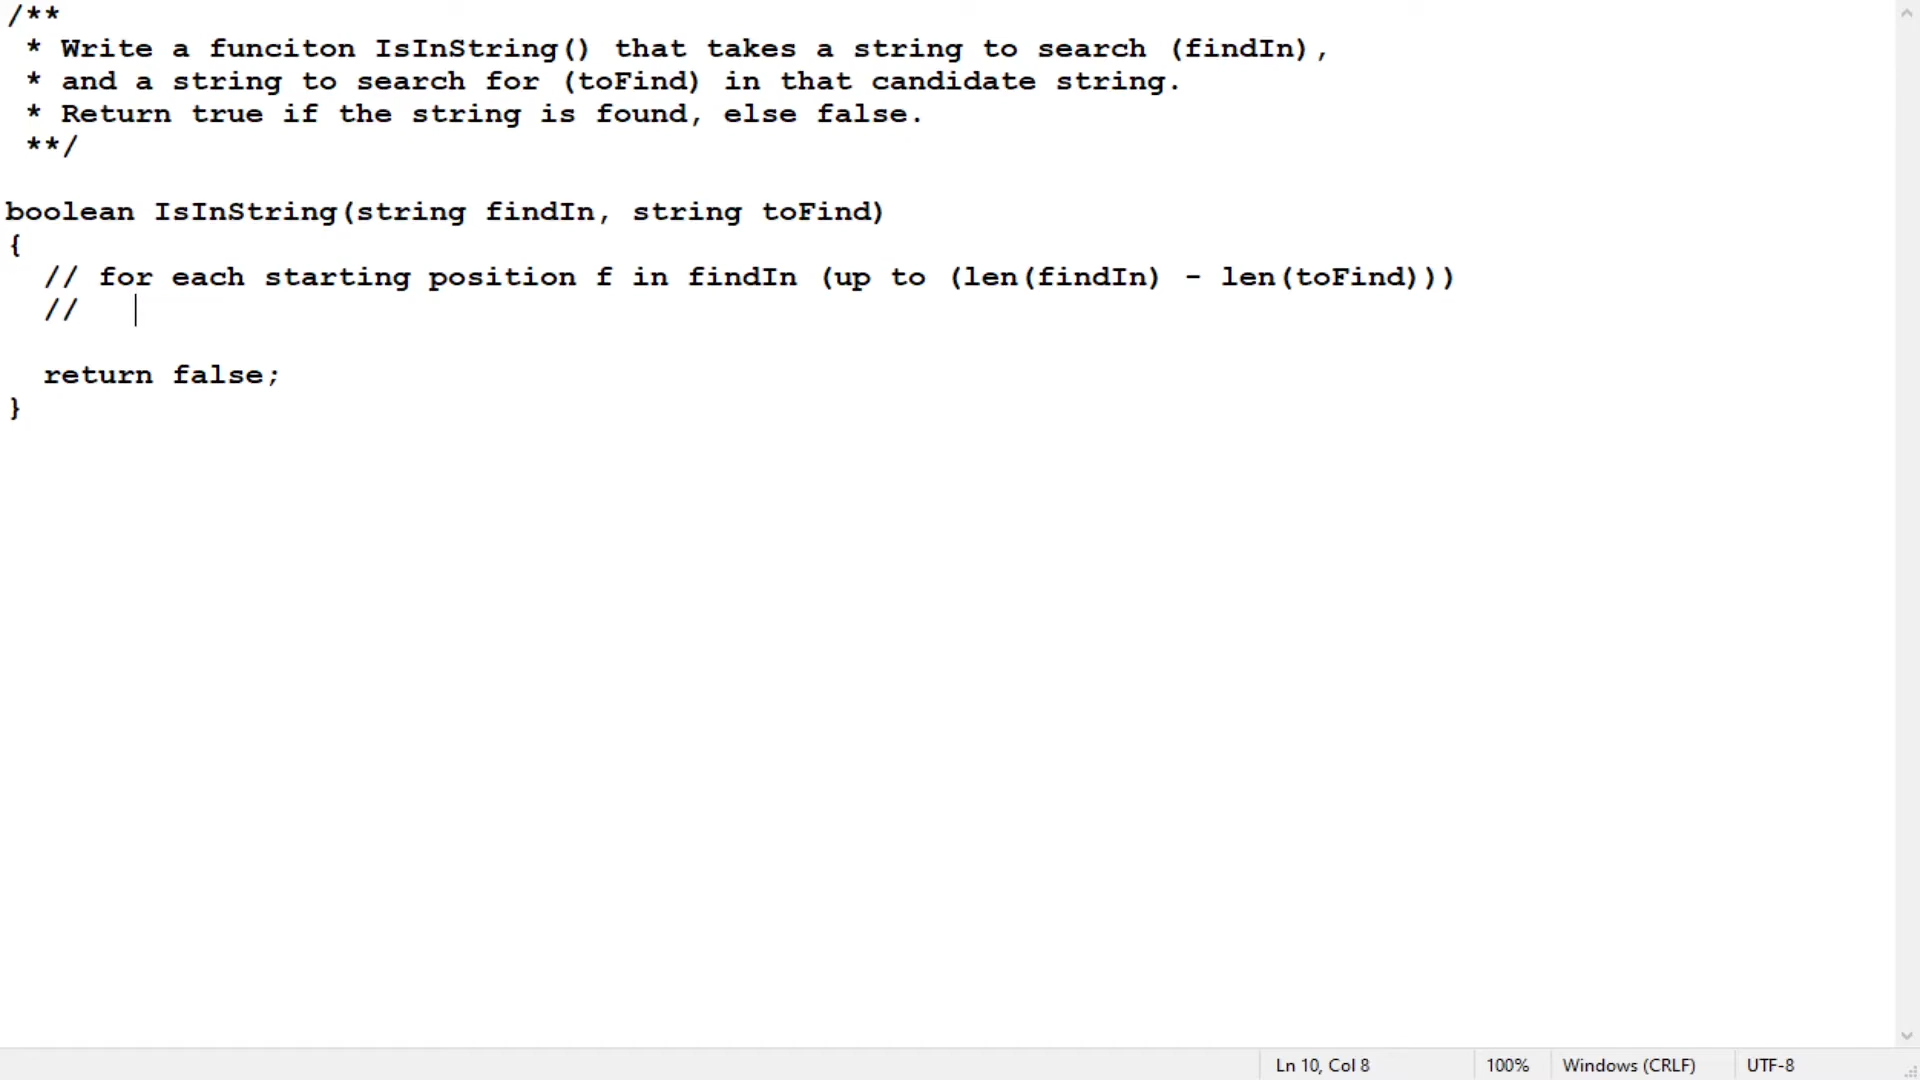 /**
 * Write a funciton IsInString() that takes a string to search (findIn),
 * and a string to search for (toFind) in that candidate string.
 * Return true if the string is found, else false.
 **/
boolean IsInString(string findIn, string toFind)
{
  // for each starting position f in findIn (up to (len(findIn) - len(toFind)))
  //
  return false;
}
Ln 10, Col 8 100% Windows (CRLF) UTF-8